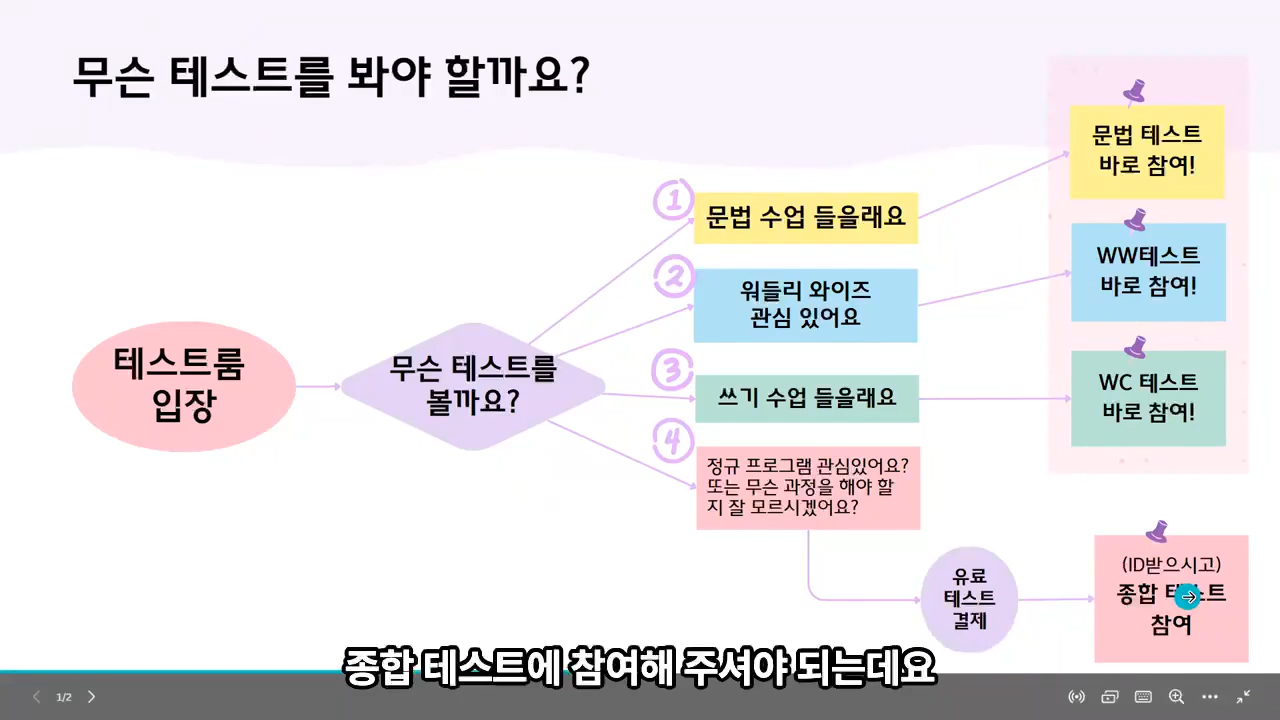 무슨 테스트를 봐야 할까요?
테스트룸
입장
무슨 테스트를
볼까요?
1
문법 수업 들을래요
문법 테스트
바로 참여!
2
워들리 와이즈
관심 있어요
WW테스트
바로 참여!
3
쓰기 수업 들을래요
WC 테스트
바로 참여!
4
정규 프로그램 관심있어요?
또는 무슨 과정을 해야 할
지 잘 모르시겠어요?
유료
테스트
결제
(ID받으시고)
종합 테스트
참여
종합 테스트에 참여해 주셔야 되는데요
1/2